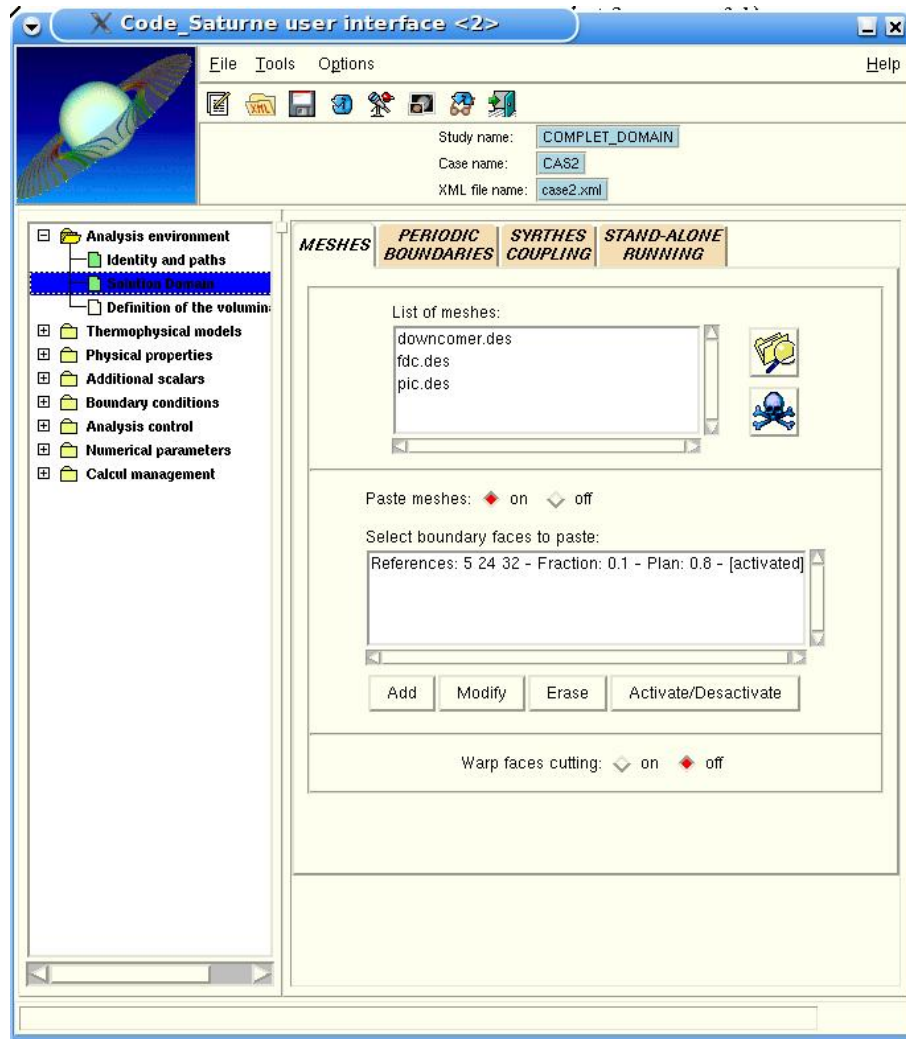 Code_Saturne user interface <2>
File Tools Options Help
XML
Study name: COMPLET_DOMAIN
Case name: CAS2
XML file name: case2.xml
Analysis environment
Identity and paths
Solution Domain
Definition of the volumin
Thermophysical models
Physical properties
Additional scalars
Boundary conditions
Analysis control
Numerical parameters
Calcul management
MESHES
PERIODIC BOUNDARIES
SYRTHES COUPLING
STAND-ALONE RUNNING
List of meshes:
downcomer.des
fdc.des
pic.des
Paste meshes: on off
Select boundary faces to paste:
References: 5 24 32 - Fraction: 0.1 - Plan: 0.8 - [activated]
Add Modify Erase Activate/Desactivate
Warp faces cutting: on off